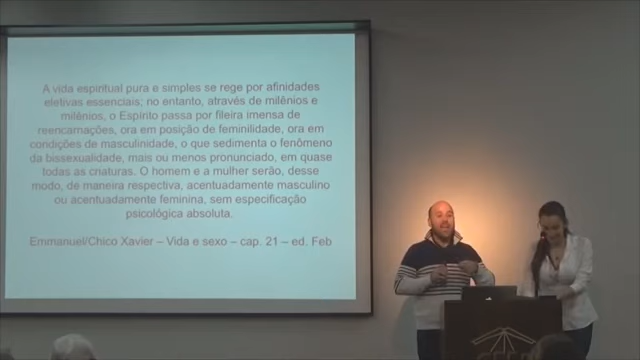 A vida espiritual pura e simples se rege por afinidades
eletivas essenciais; no entanto, através de milênios e
milênios, o Espírito passa por fileira imensa de
reencarnações, ora em posição de feminilidade, ora em
condições de masculinidade, o que sedimenta o fenômeno
da bissexualidade, mais ou menos pronunciado, em quase
todas as criaturas. O homem e a mulher serão, desse
modo, de maneira respectiva, acentuadamente masculino
ou acentuadamente feminina, sem especificação
psicológica absoluta.
Emmanuel/Chico Xavier – Vida e sexo – cap. 21 – ed. Feb